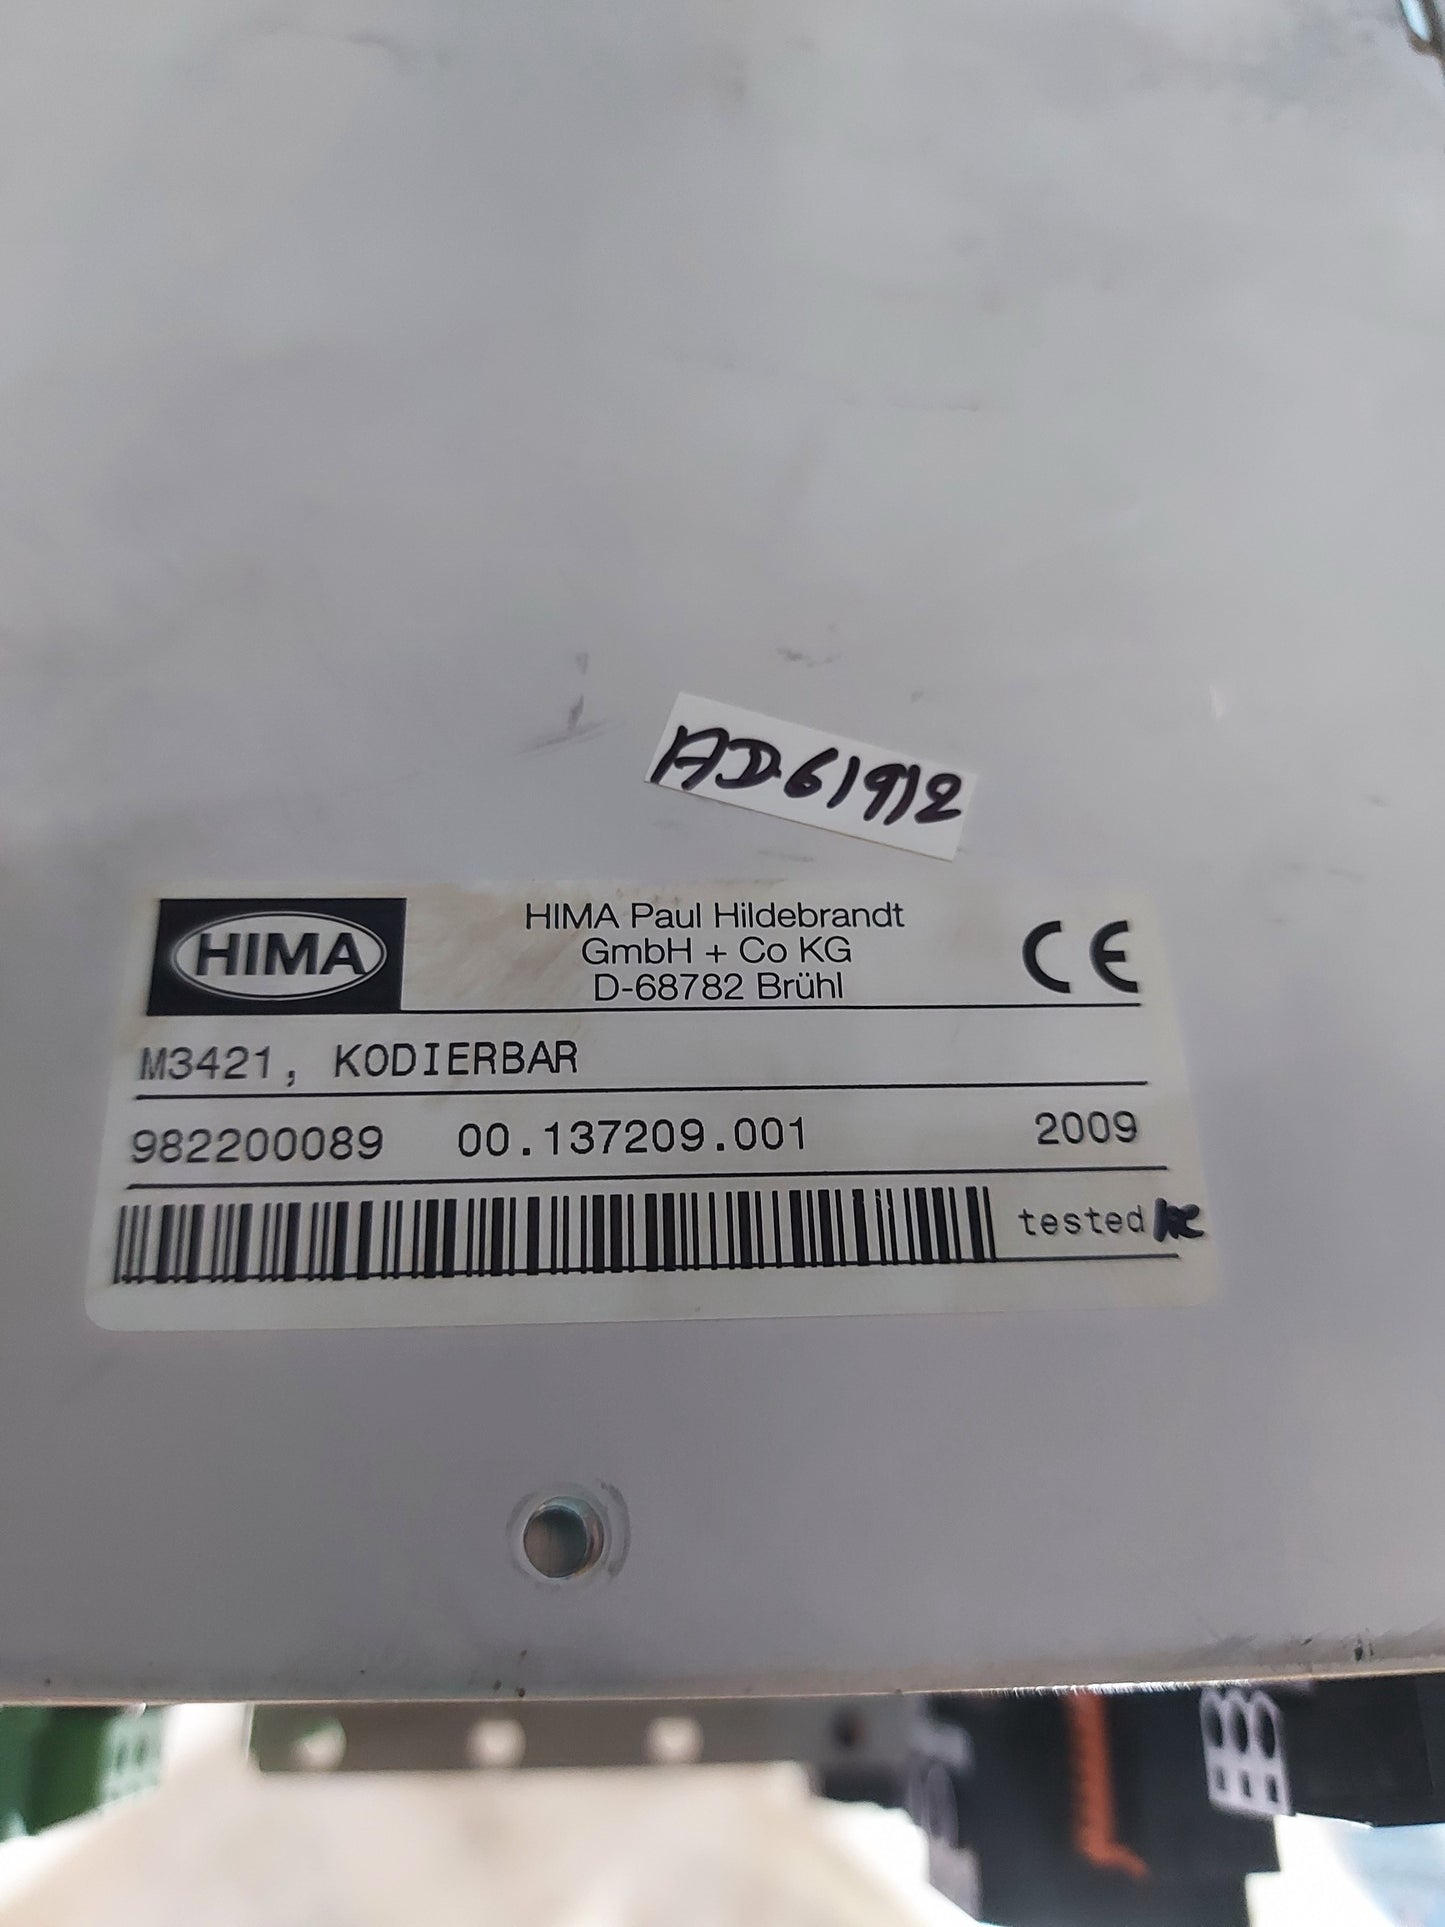 AD61912
HIMA
HIMA Paul Hildebrandt
GmbH + Co KG
D-68782 Brühl
CE
M3421, KODIERBAR
982200089 00.137209.001 2009
tested